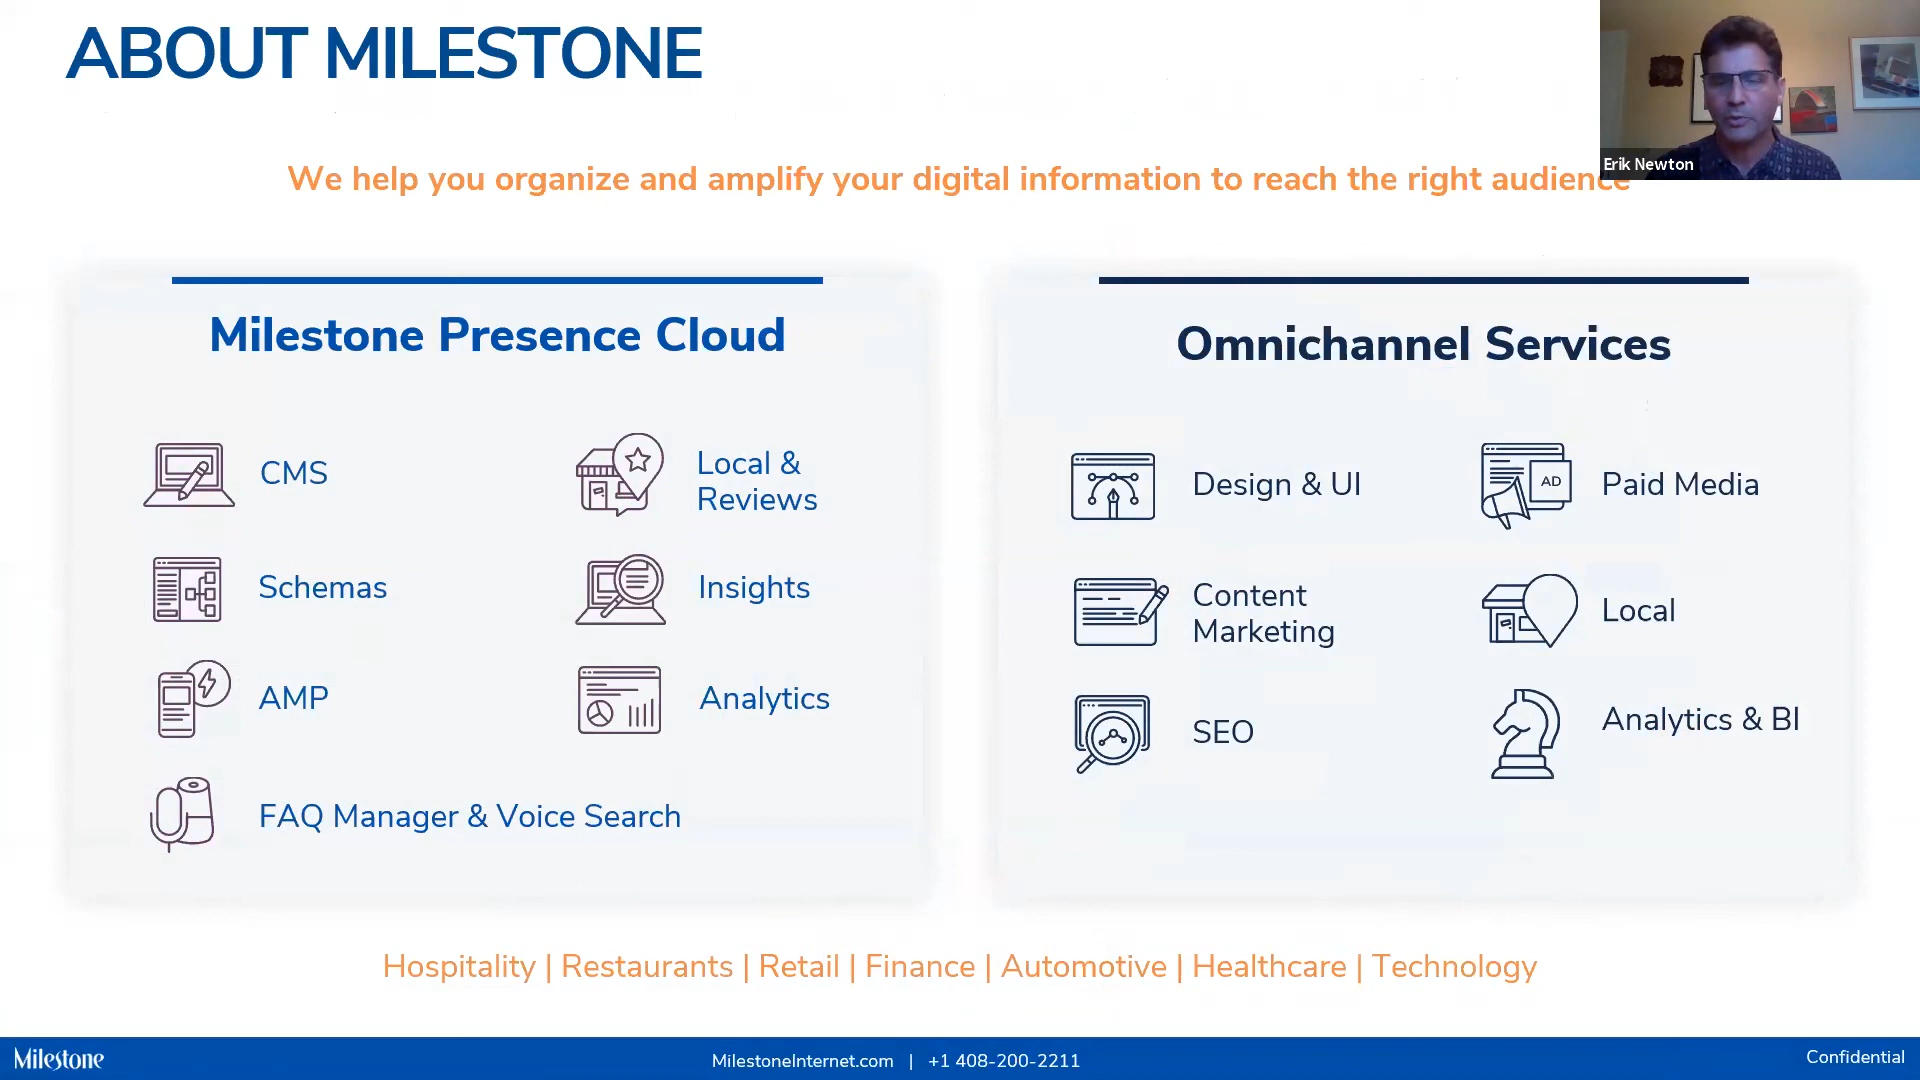 ABOUT MILESTONE
We help you organize and amplify your digital information to reach the right audience
Erik Newton
Milestone Presence Cloud
CMS
Local &
Reviews
Schemas
Insights
AMP
Analytics
FAQ Manager & Voice Search
Omnichannel Services
Design & UI
AD
Paid Media
Content
Marketing
Local
SEO
Analytics & BI
Hospitality | Restaurants | Retail | Finance | Automotive | Healthcare | Technology
Milestone
MilestoneInternet.com | +1 408-200-2211
Confidential